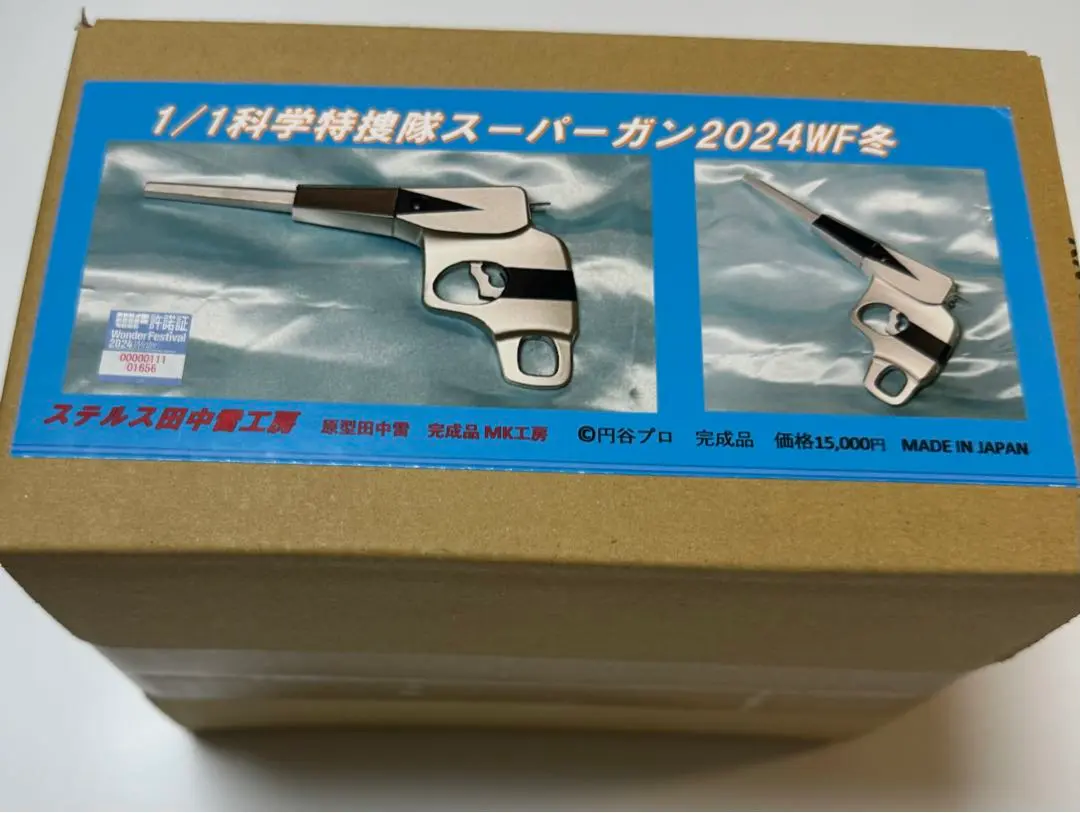 1/1科学特捜隊スーパーガン2024WF冬
許諾証
Wonder Festival
2024 Winter
00000111
01656
ステルス田中雷工房 原型田中雷 完成品 MK工房 ©円谷プロ 完成品 価格15,000円 MADE IN JAPAN